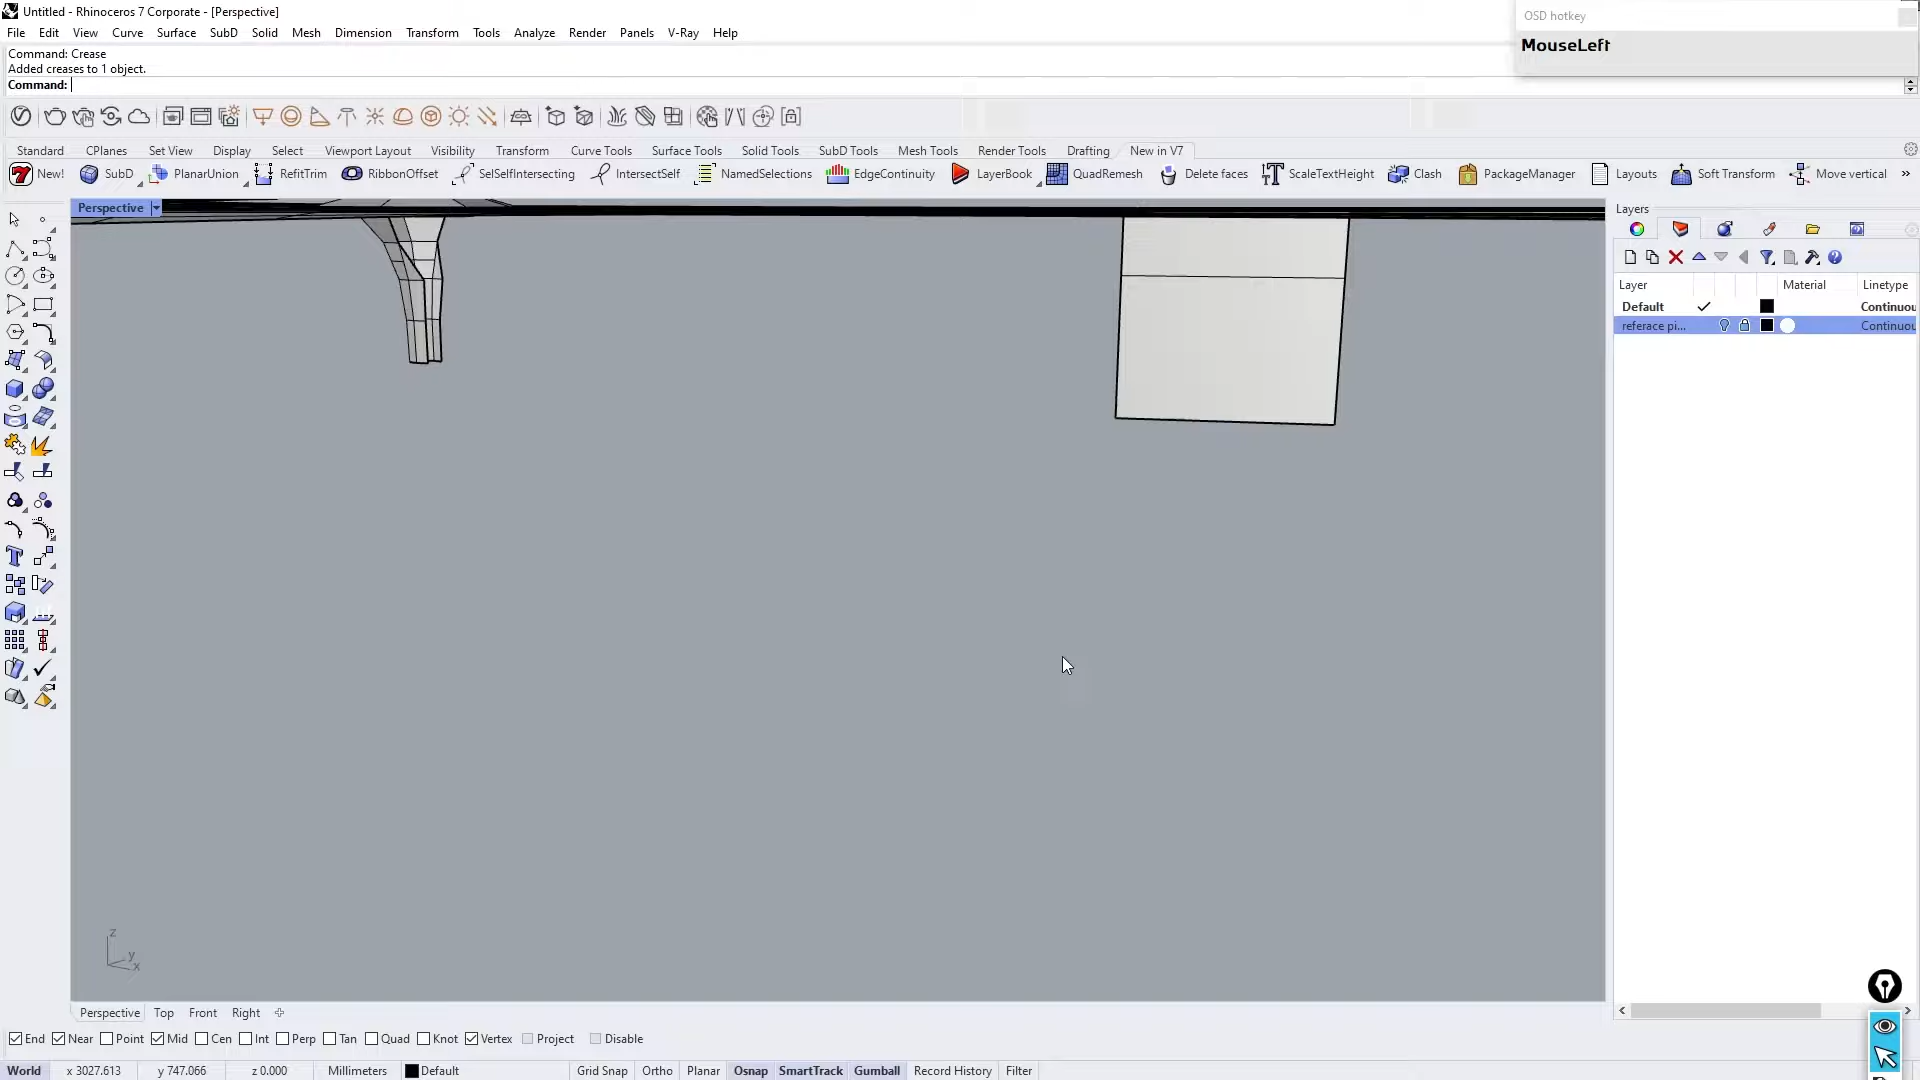 Untitled - Rhinoceros 7 Corporate - [Perspective]
OSD hotkey
File Edit View Curve Surface SubD Solid Mesh Dimension Transform Tools Analyze Render Panels V-Ray Help
MouseLeft
Command: Crease
Added creases to 1 object.
Command:
Standard CPlanes Set View Display Select Viewport Layout Visibility Transform Curve Tools Surface Tools Solid Tools SubD Tools Mesh Tools Render Tools Drafting New in V7
7 New! SubD PlanarUnion RefitTrim RibbonOffset SelSelfIntersecting IntersectSelf NamedSelections EdgeContinuity LayerBook QuadRemesh Delete faces ScaleTextHeight Clash PackageManager Layouts Soft Transform Move vertical »
Perspective
Layers
Layer Material Linetype
Default Continuou
referace pi... Continuou
z
y
x
Perspective Top Front Right
End Near Point Mid Cen Int Perp Tan Quad Knot Vertex Project Disable
World x 3027.613 y 747.066 z 0.000 Millimeters Default Grid Snap Ortho Planar Osnap SmartTrack Gumball Record History Filter